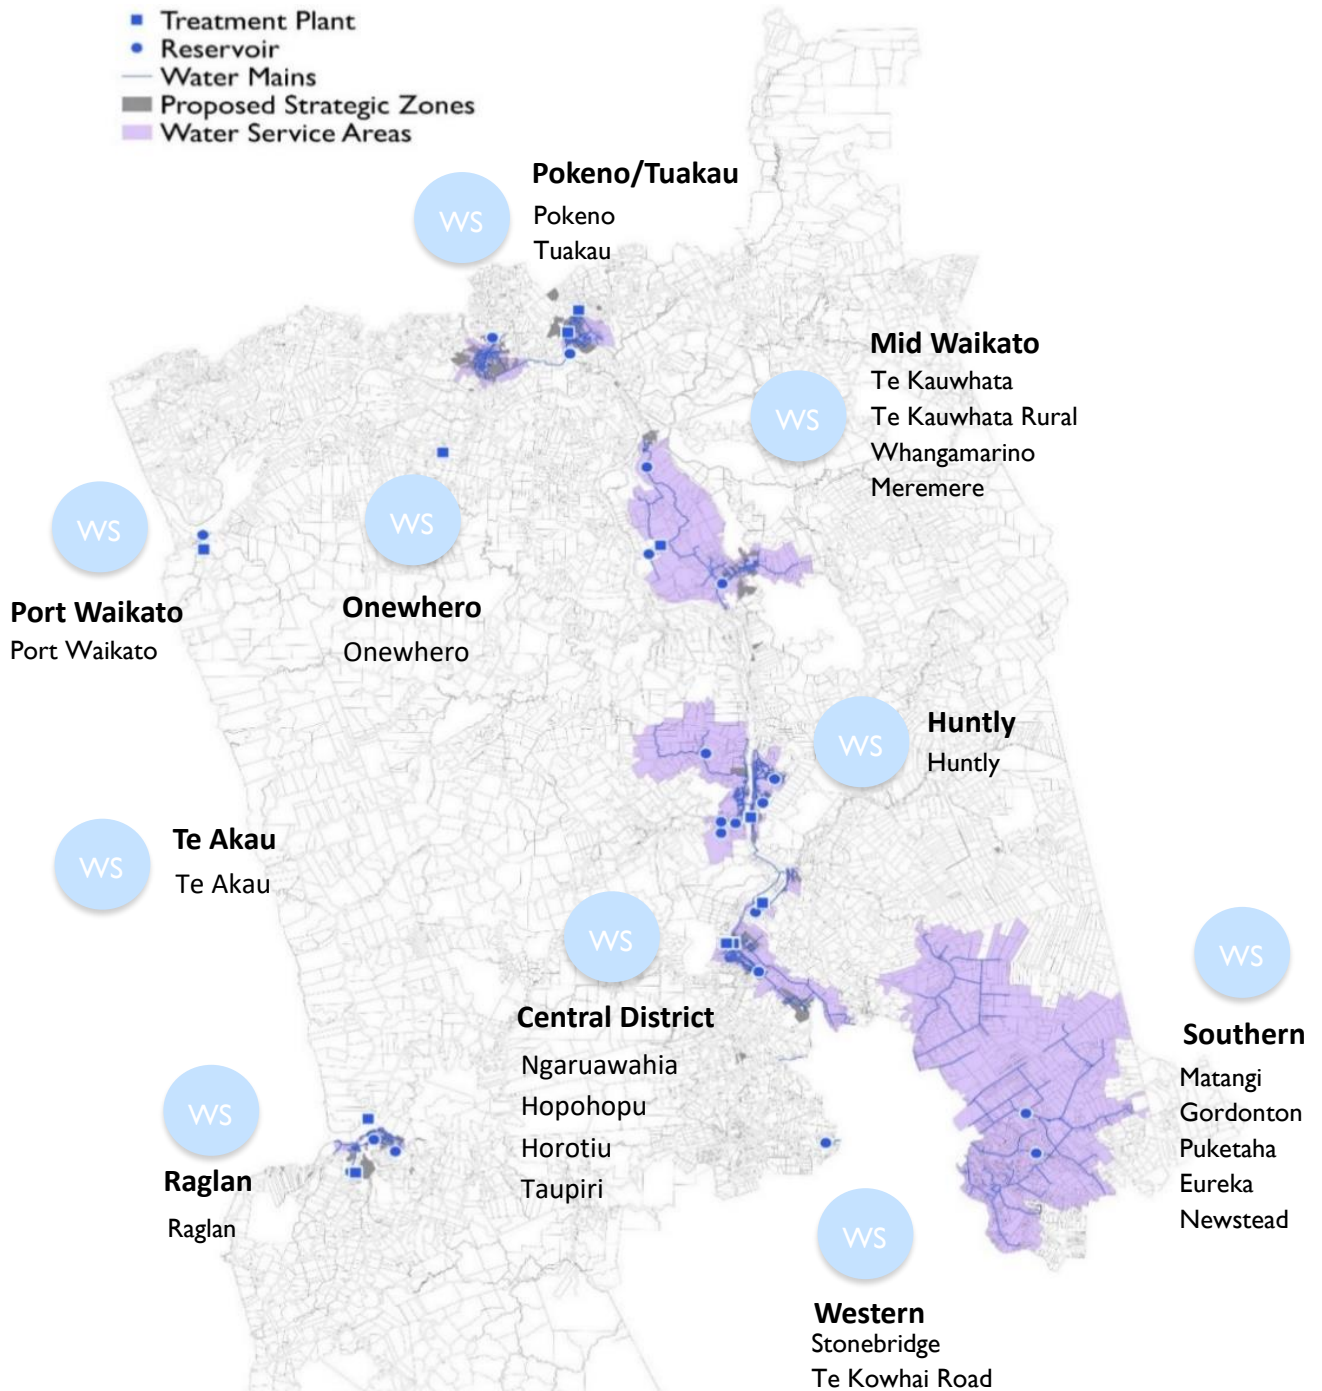 Treatment Plant
Reservoir
Water Mains
Proposed Strategic Zones
Water Service Areas
WS
Pokeno/Tuakau
Pokeno
Tuakau
WS
Mid Waikato
Te Kauwhata
Te Kauwhata Rural
Whangamarino
Meremere
WS
Port Waikato
Port Waikato
WS
Onewhero
Onewhero
WS
Huntly
Huntly
WS
Te Akau
Te Akau
WS
Central District
Ngaruawahia
Hopohopu
Horotiu
Taupiri
WS
Southern
Matangi
Gordonton
Puketaha
Eureka
Newstead
WS
Raglan
Raglan
WS
Western
Stonebridge
Te Kowhai Road